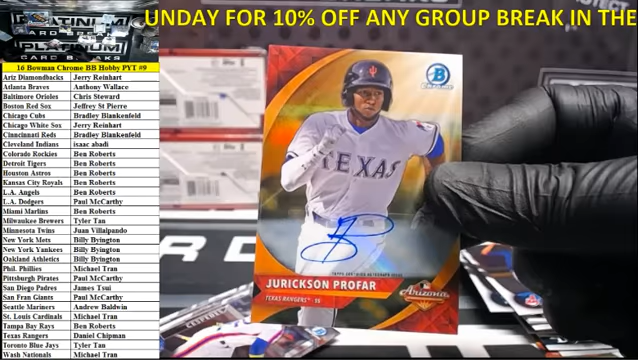 UNDAY FOR 10% OFF ANY GROUP BREAK IN THE
PLATINUM
PLATINUM
CARD BREAKS
16 Bowman Chrome BB Hobby PYT #9
Ariz Diamondbacks Jerry Reinhart
Atlanta Braves Anthony Wallace
Baltimore Orioles Chris Steward
Boston Red Sox Jeffrey St Pierre
Chicago Cubs Bradley Blankenfeld
Chicago White Sox Jerry Reinhart
Cinncinnati Reds Bradley Blankenfeld
Cleveland Indians isaac abadi
Colorado Rockies Ben Roberts
Detroit Tigers Ben Roberts
Houston Astros Ben Roberts
Kansas City Royals Ben Roberts
L.A. Angels Ben Roberts
L.A. Dodgers Paul McCarthy
Miami Marlins Ben Roberts
Milwaukee Brewers Tyler Tan
Minnesota Twins Juan Villalpando
New York Mets Billy Byington
New York Yankees Billy Byington
Oakland Athletics Billy Byington
Phil. Phillies Michael Tran
Pittsburgh Pirates Paul McCarthy
San Diego Padres James Tsui
San Fran Giants Paul McCarthy
Seattle Mariners Andrew Baldwin
St. Louis Cardinals Michael Tran
Tampa Bay Rays Ben Roberts
Texas Rangers Daniel Chipman
Toronto Blue Jays Tyler Tan
Wash Nationals Michael Tran
B
CHROME
TEXAS
TOPPS CERTIFIED AUTOGRAPH ISSUE
JURICKSON PROFAR
TEXAS RANGERS
Arizona